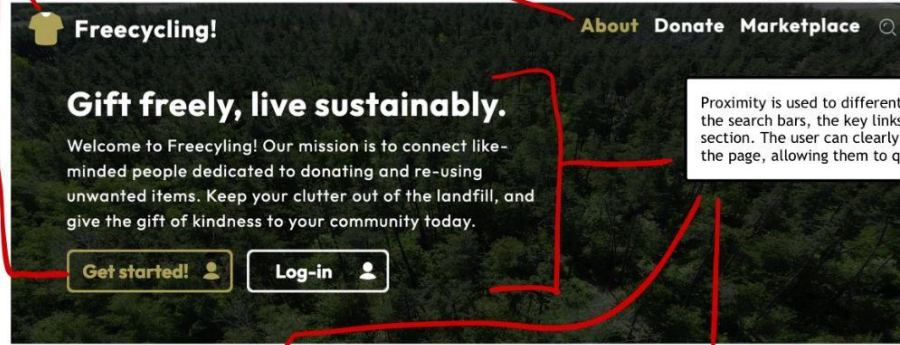 Freecycling!
About Donate Marketplace
Gift freely, live sustainably.
Welcome to Freecyling! Our mission is to connect like-
minded people dedicated to donating and re-using
unwanted items. Keep your clutter out of the landfill, and
give the gift of kindness to your community today.
Get started! Log-in
Proximity is used to different
the search bars, the key links
section. The user can clearly
the page, allowing them to q